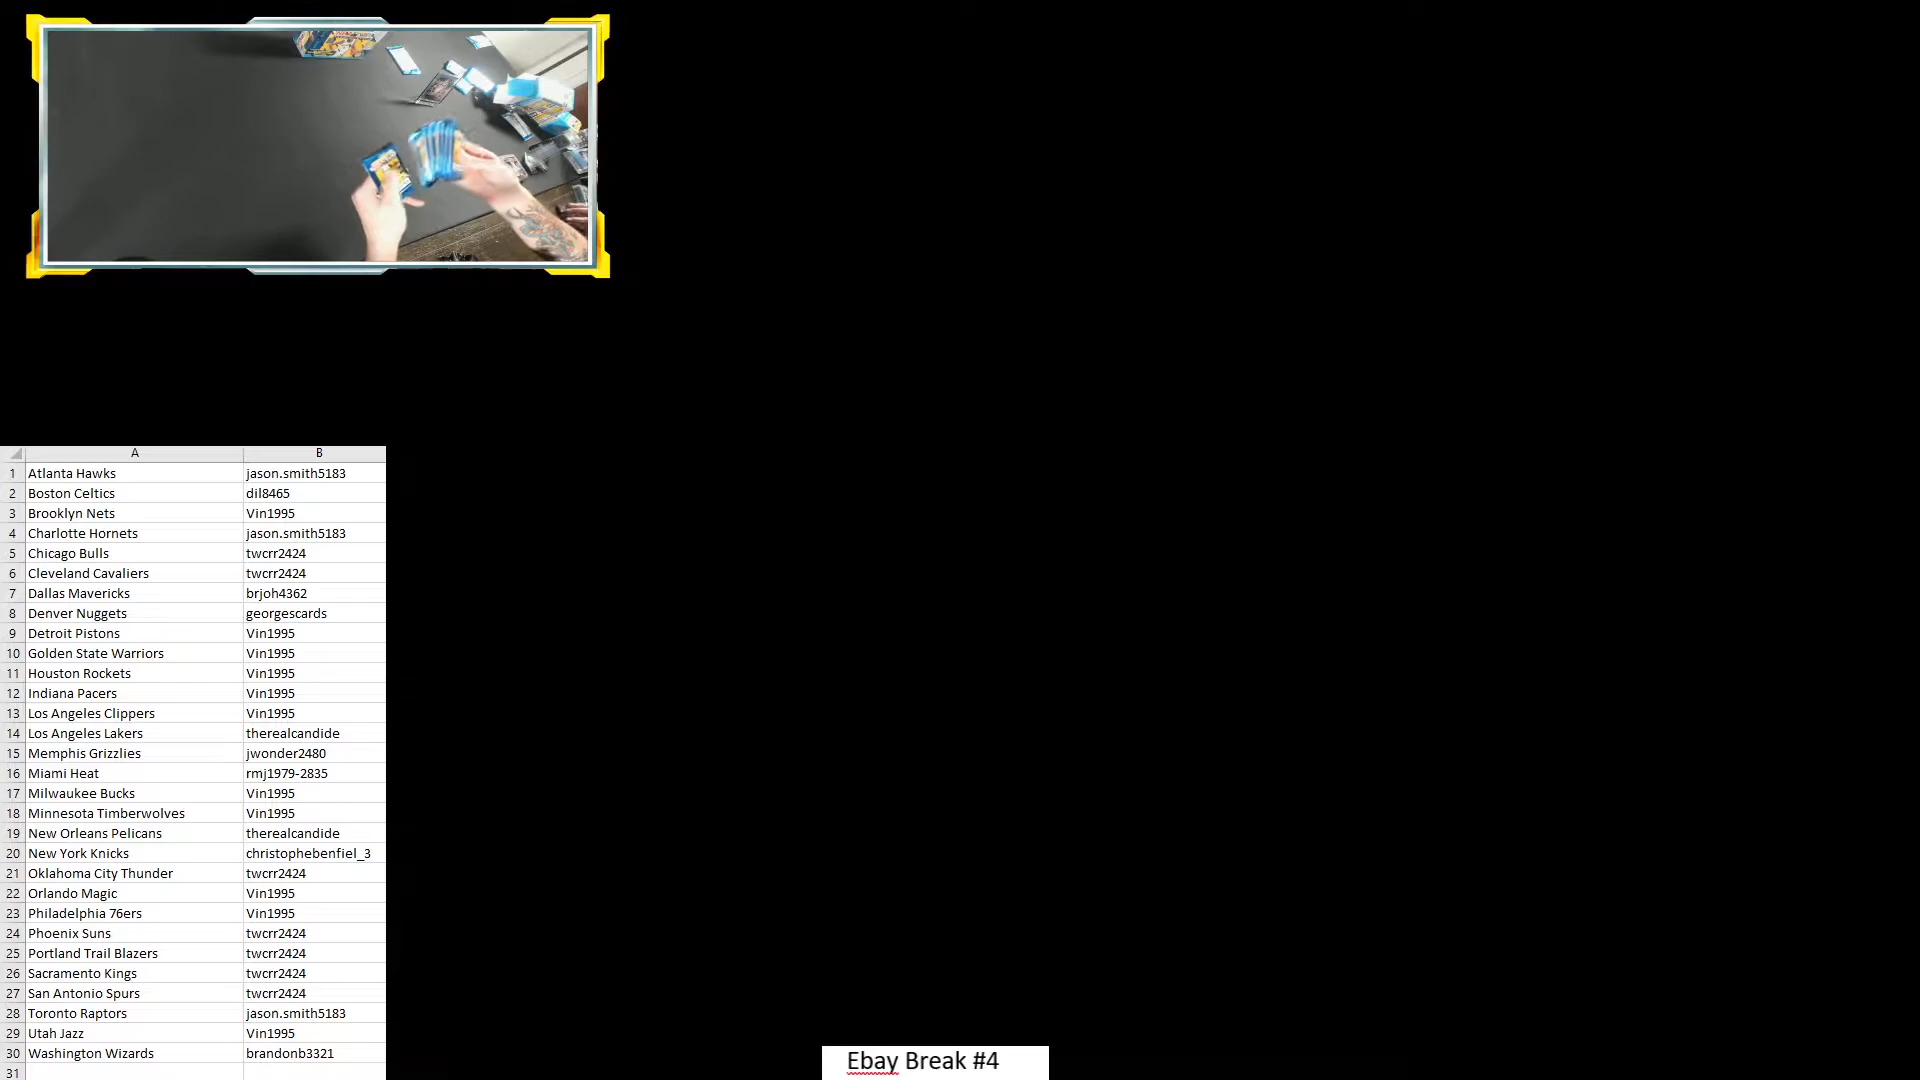 A B
1 Atlanta Hawks jason.smith5183
2 Boston Celtics dil8465
3 Brooklyn Nets Vin1995
4 Charlotte Hornets jason.smith5183
5 Chicago Bulls twcrr2424
6 Cleveland Cavaliers twcrr2424
7 Dallas Mavericks brjoh4362
8 Denver Nuggets georgescards
9 Detroit Pistons Vin1995
10 Golden State Warriors Vin1995
11 Houston Rockets Vin1995
12 Indiana Pacers Vin1995
13 Los Angeles Clippers Vin1995
14 Los Angeles Lakers therealcandide
15 Memphis Grizzlies jwonder2480
16 Miami Heat rmj1979-2835
17 Milwaukee Bucks Vin1995
18 Minnesota Timberwolves Vin1995
19 New Orleans Pelicans therealcandide
20 New York Knicks christophebenfiel_3
21 Oklahoma City Thunder twcrr2424
22 Orlando Magic Vin1995
23 Philadelphia 76ers Vin1995
24 Phoenix Suns twcrr2424
25 Portland Trail Blazers twcrr2424
26 Sacramento Kings twcrr2424
27 San Antonio Spurs twcrr2424
28 Toronto Raptors jason.smith5183
29 Utah Jazz Vin1995
30 Washington Wizards brandonb3321
31
Ebay Break #4